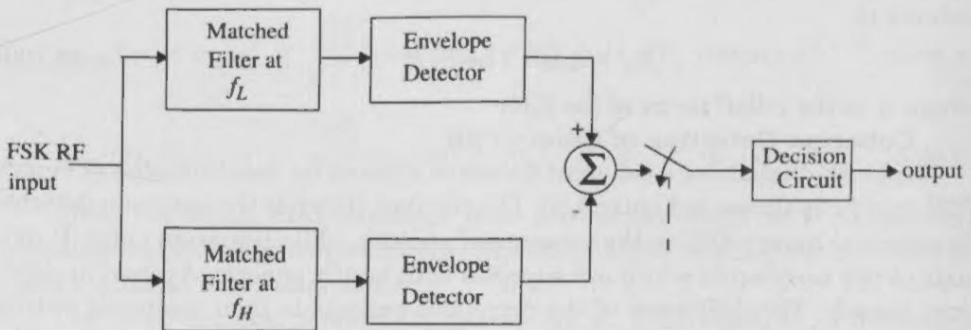 Matched
Filter at
f_L
Envelope
Detector
FSK RF
input
+
Σ
-
Decision
Circuit
output
Matched
Filter at
f_H
Envelope
Detector